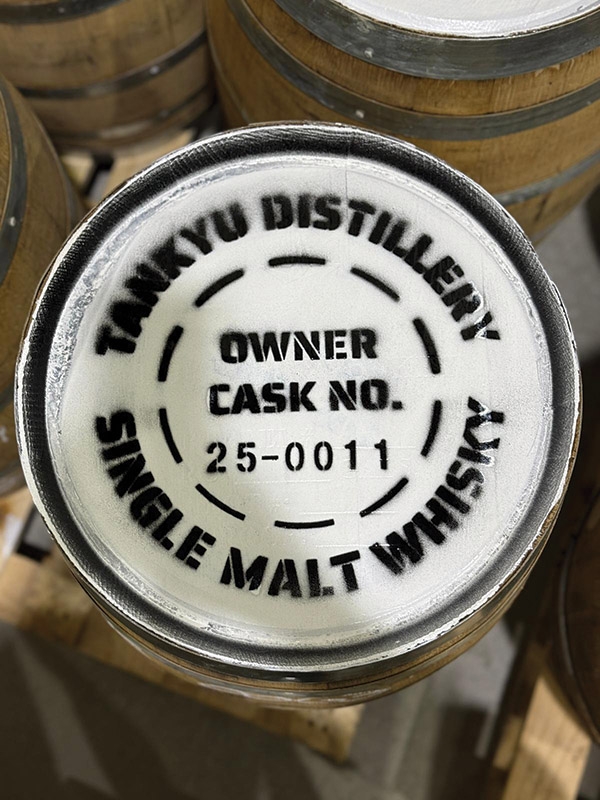 TANKYU DISTILLERY
OWNER
CASK NO.
25-0011
SINGLE MALT WHISKY